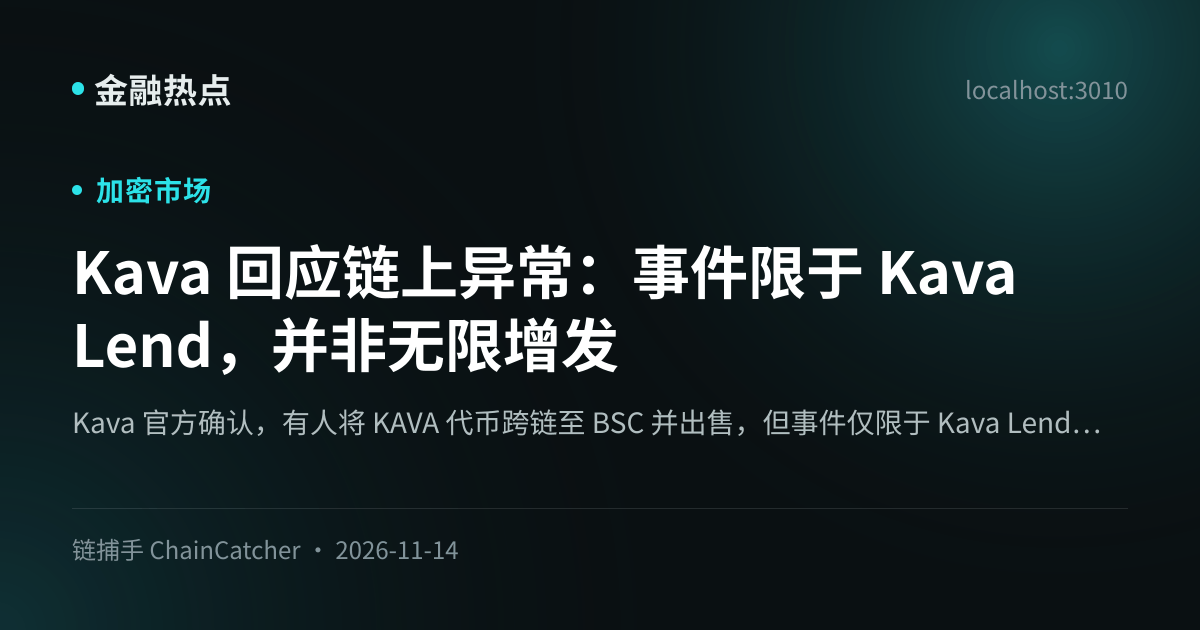 金融热点
localhost:3010
加密市场
Kava 回应链上异常：事件限于 Kava
Lend，并非无限增发
Kava 官方确认，有人将 KAVA 代币跨链至 BSC 并出售，但事件仅限于 Kava Lend…
链捕手 ChainCatcher · 2026-11-14